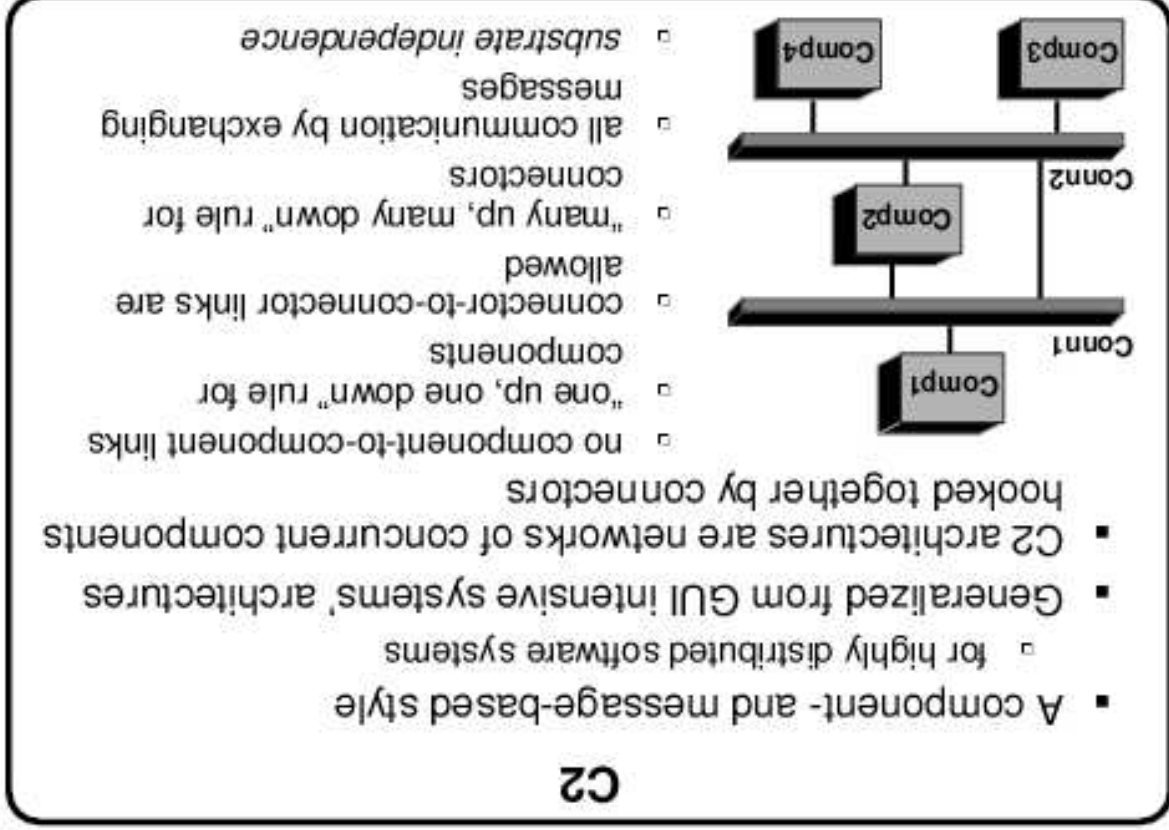 C2
▪ A component- and message-based style
▫ for highly distributed software systems
▪ Generalized from GUI intensive systems' architectures
▪ C2 architectures are networks of concurrent components
hooked together by connectors
▫ no component-to-component links
▫ "one up, one down" rule for
components
▫ connector-to-connector links are
allowed
▫ "many up, many down" rule for
connectors
▫ all communication by exchanging
messages
▫ substrate independence
Comp1
Conn1
Comp2
Conn2
Comp3
Comp4